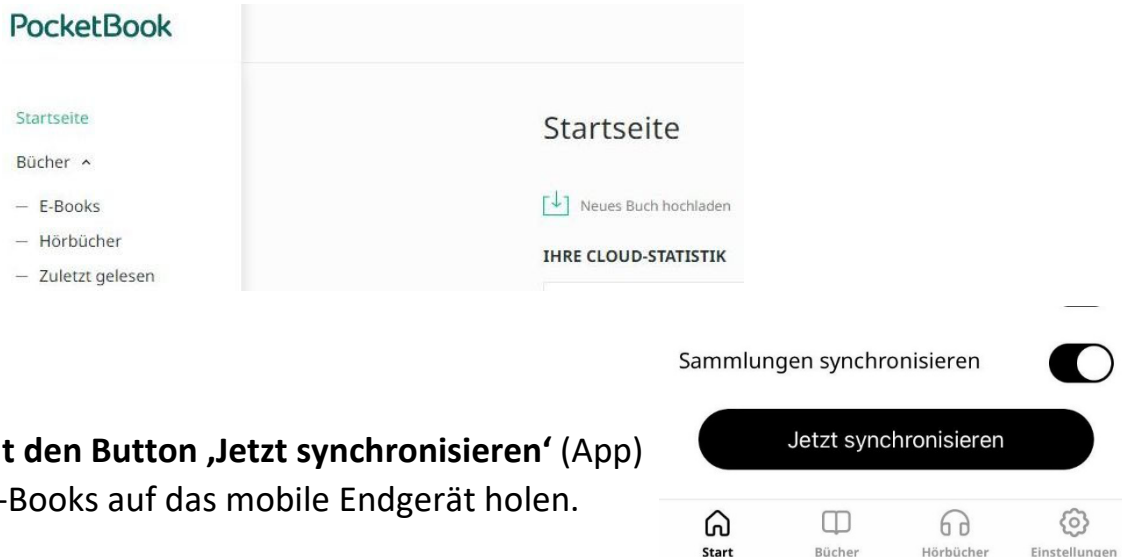 PocketBook
Startseite
Bücher
— E-Books
— Hörbücher
— Zuletzt gelesen
Startseite
Neues Buch hochladen
IHRE CLOUD-STATISTIK
Sammlungen synchronisieren
Jetzt synchronisieren
t den Button ‚Jetzt synchronisieren‘ (App)
-Books auf das mobile Endgerät holen.
Start Bücher Hörbücher Einstellungen